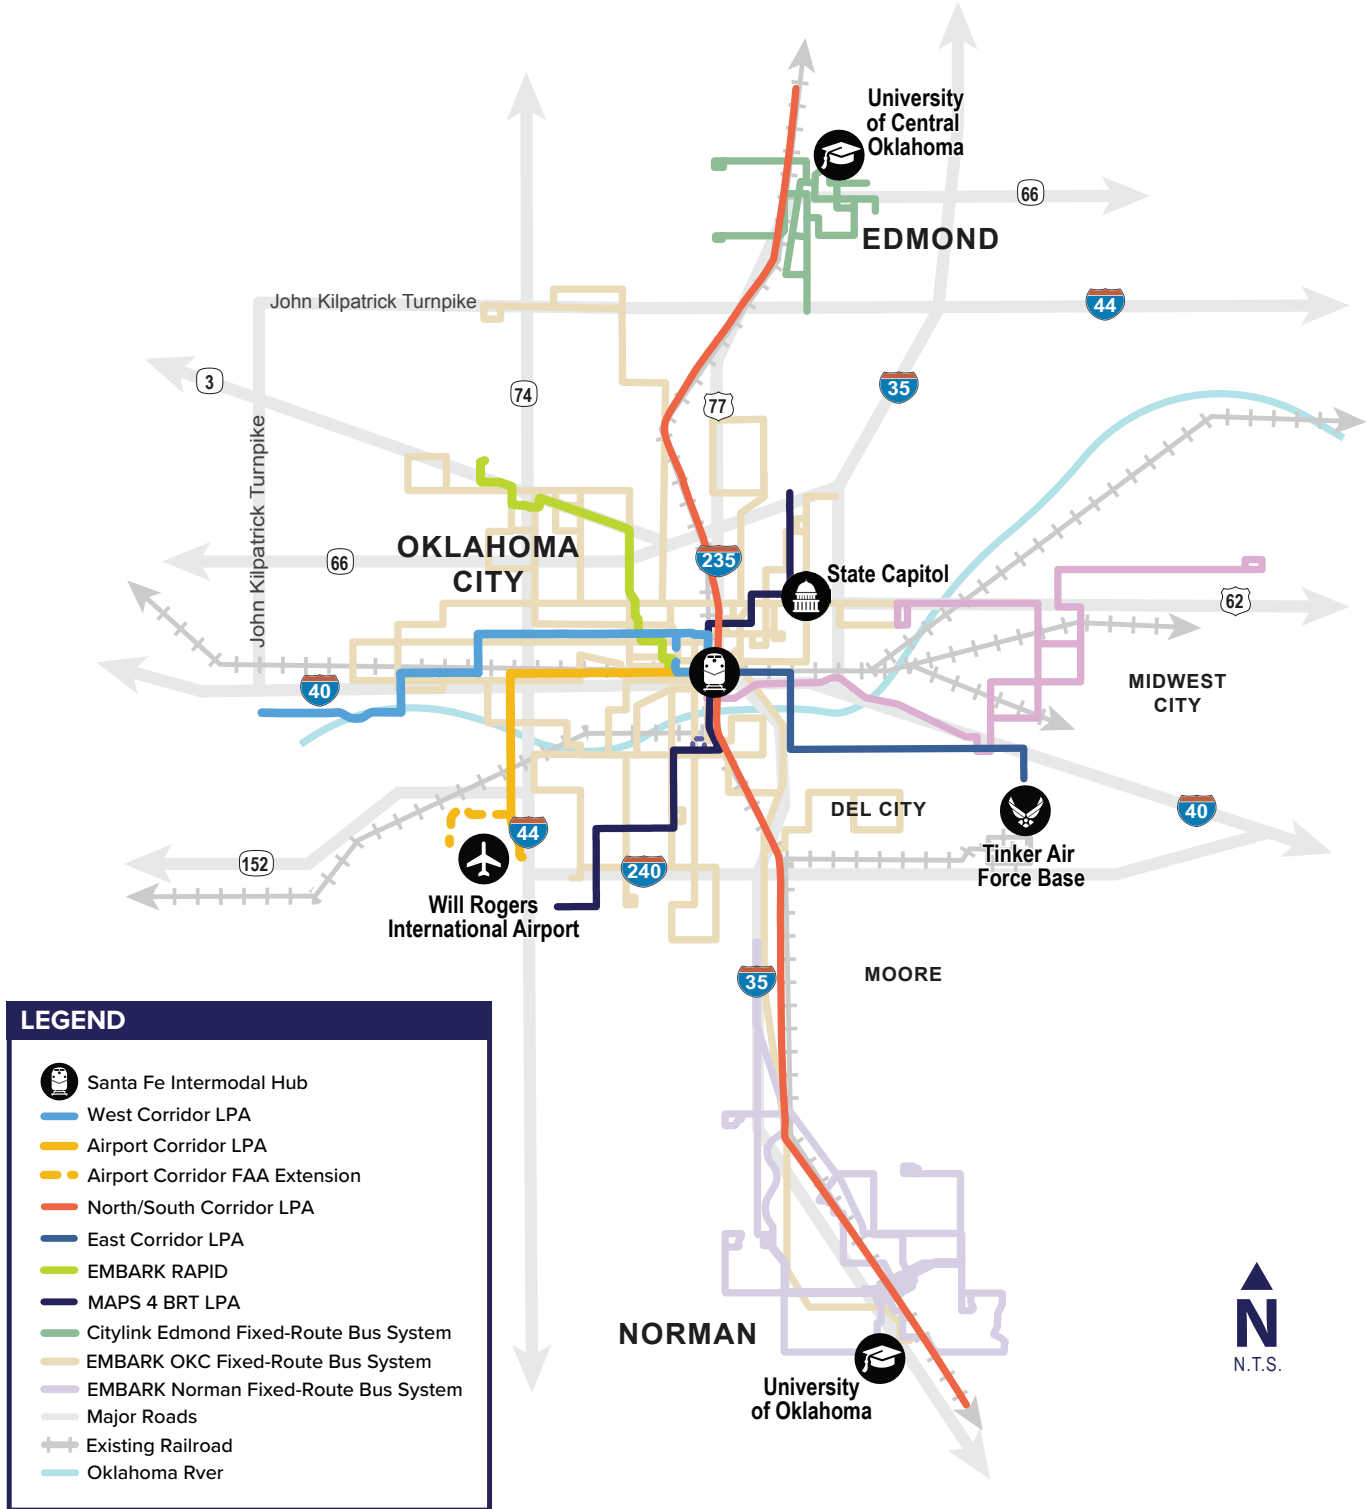 University
of Central
Oklahoma
66
EDMOND
John Kilpatrick Turnpike
44
3
74
77
35
John Kilpatrick Turnpike
OKLAHOMA
CITY
66
235
State Capitol
62
40
MIDWEST
CITY
DEL CITY
40
44
152
240
Tinker Air
Force Base
Will Rogers
International Airport
MOORE
35
NORMAN
University
of Oklahoma
LEGEND
Santa Fe Intermodal Hub
West Corridor LPA
Airport Corridor LPA
Airport Corridor FAA Extension
North/South Corridor LPA
East Corridor LPA
EMBARK RAPID
MAPS 4 BRT LPA
Citylink Edmond Fixed-Route Bus System
EMBARK OKC Fixed-Route Bus System
EMBARK Norman Fixed-Route Bus System
Major Roads
Existing Railroad
Oklahoma Rver
N
N.T.S.